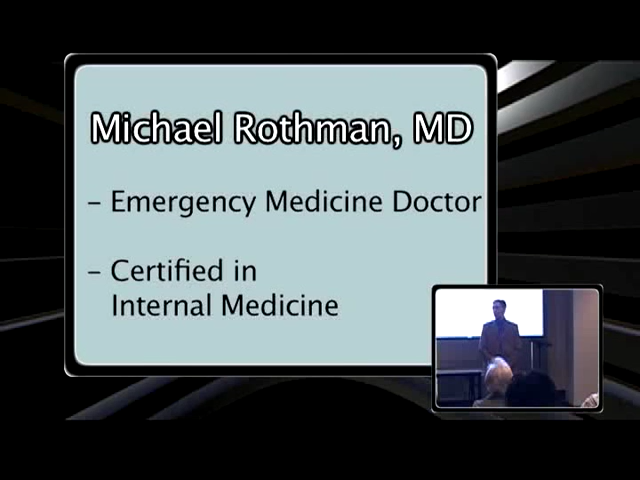 Michael Rothman, MD
– Emergency Medicine Doctor
– Certified in
Internal Medicine